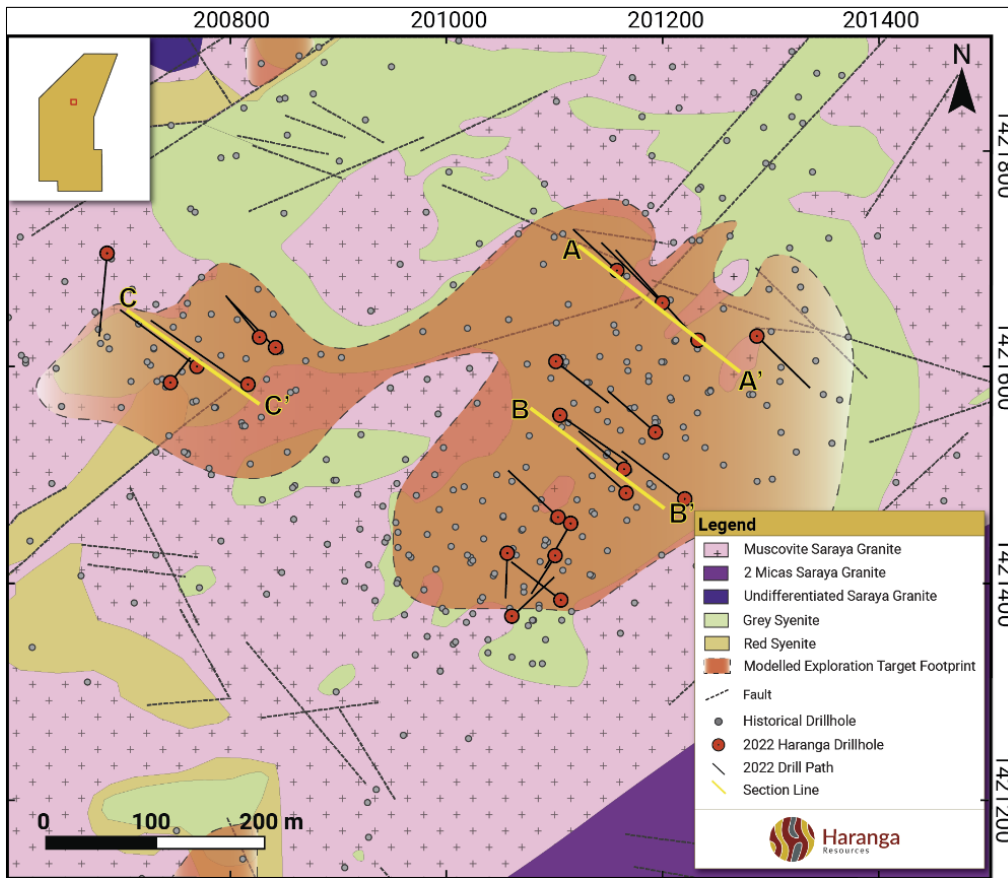 200800 201000 201200 201400
N
1421800
A
C
A'
1421600
C'
B
B'
Legend
Muscovite Saraya Granite
2 Micas Saraya Granite
Undifferentiated Saraya Granite
Grey Syenite
Red Syenite
Modelled Exploration Target Footprint
Fault
Historical Drillhole
2022 Haranga Drillhole
2022 Drill Path
Section Line
Haranga
Resources
1421400
1421200
0 100 200 m